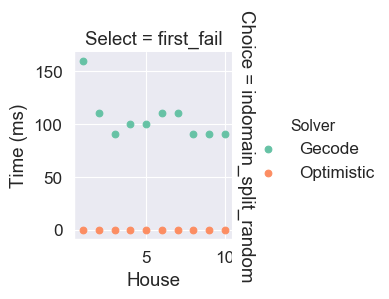 Select = first_fail
Choice = indomain_split_random
Time (ms)
150
100
50
0
5
10
House
Solver
Gecode
Optimistic